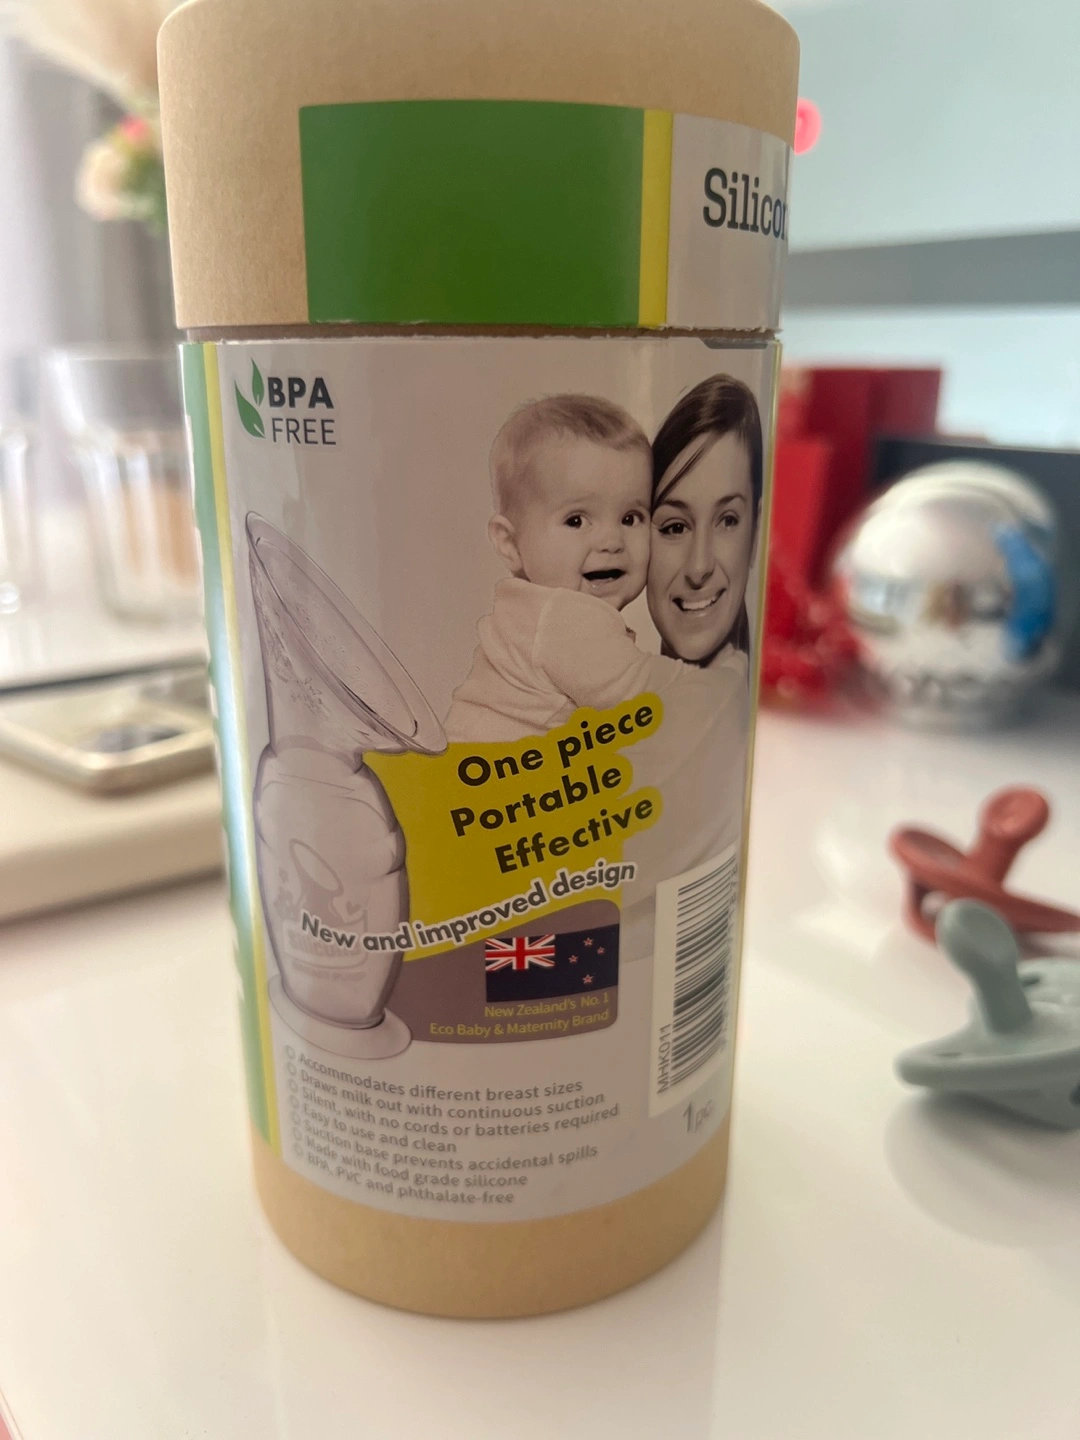 BPA
FREE
One piece
Portable
Effective
New and improved design
New Zealand's No.1
Eco Baby & Maternity Brand
Accommodates different breast sizes
Draws milk out with continuous suction
Silent, with no cords or batteries required
Easy to use and clean
Suction base prevents accidental spills
Made with food grade silicone
BPA, PVC and phthalate-free
MHK011
1pc